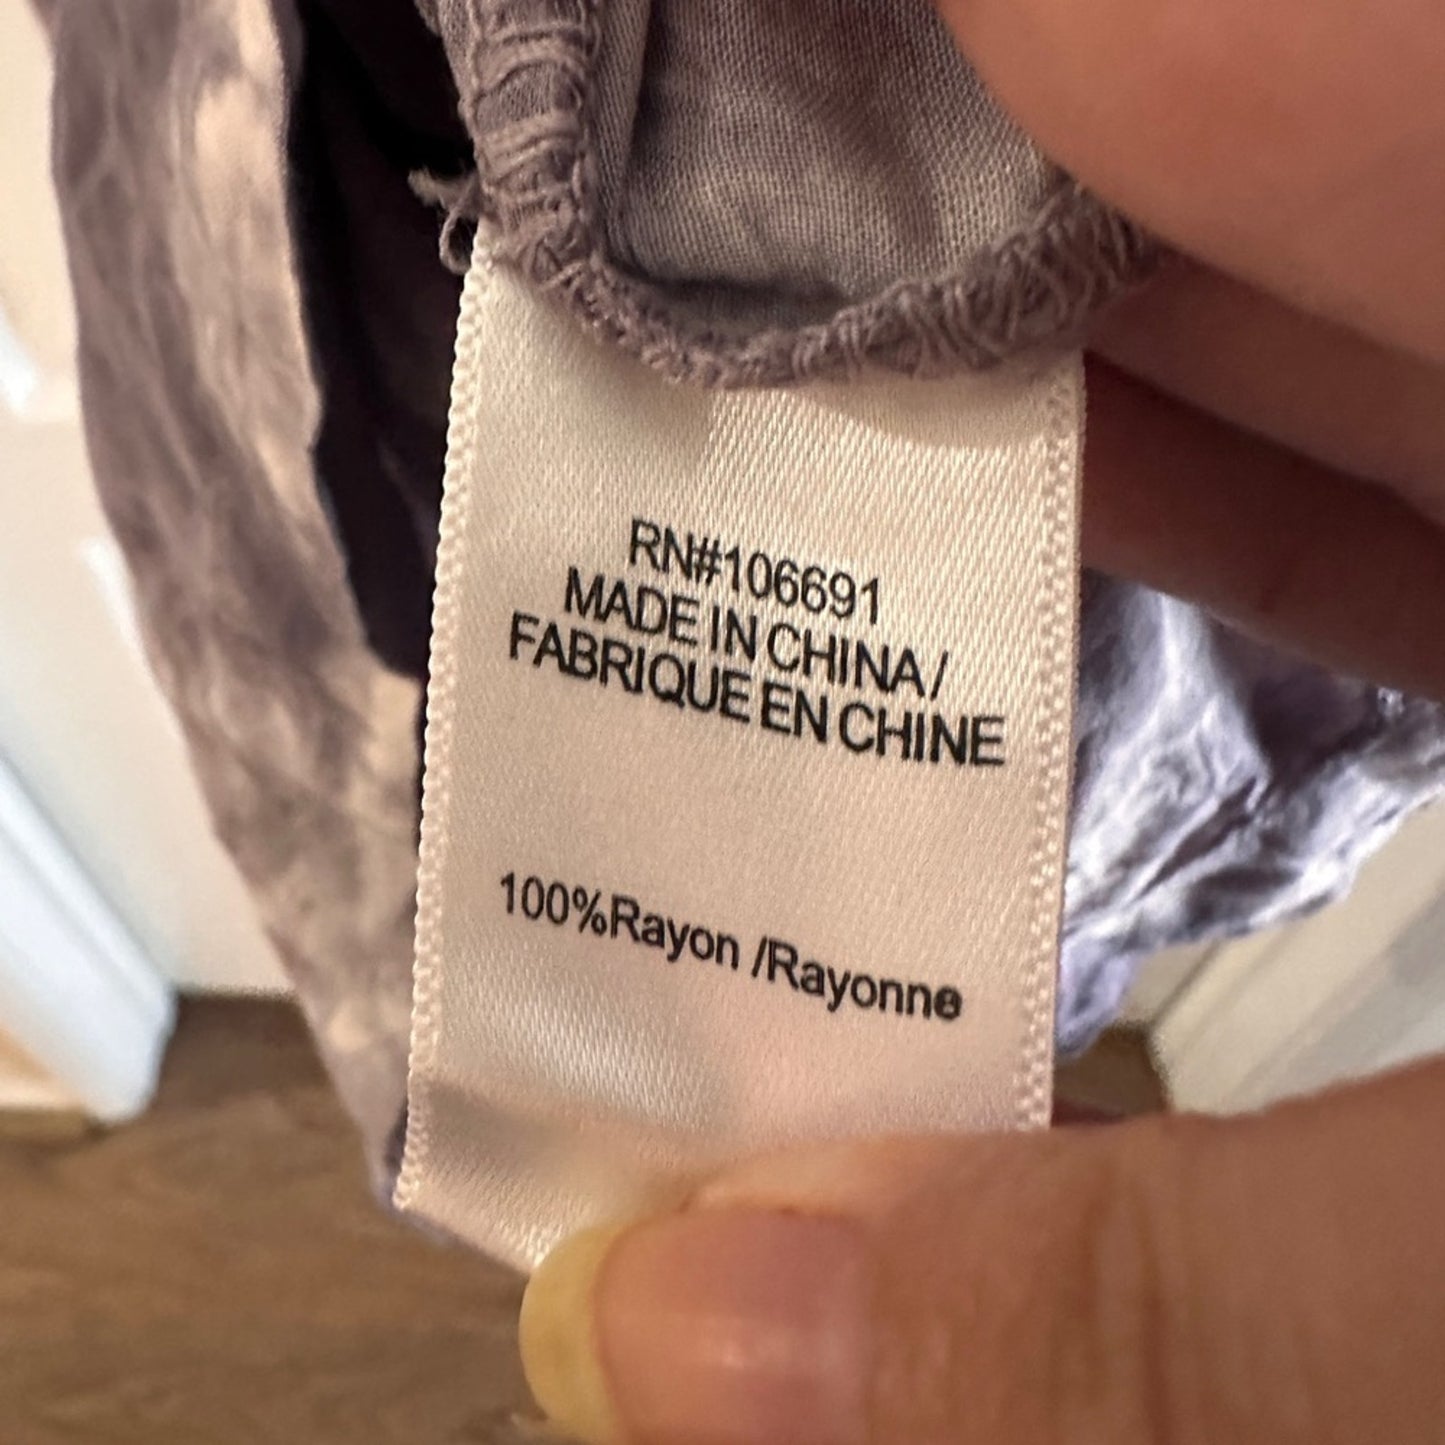 RN#106691
MADE IN CHINA/
FABRIQUE EN CHINE
100%Rayon /Rayonne